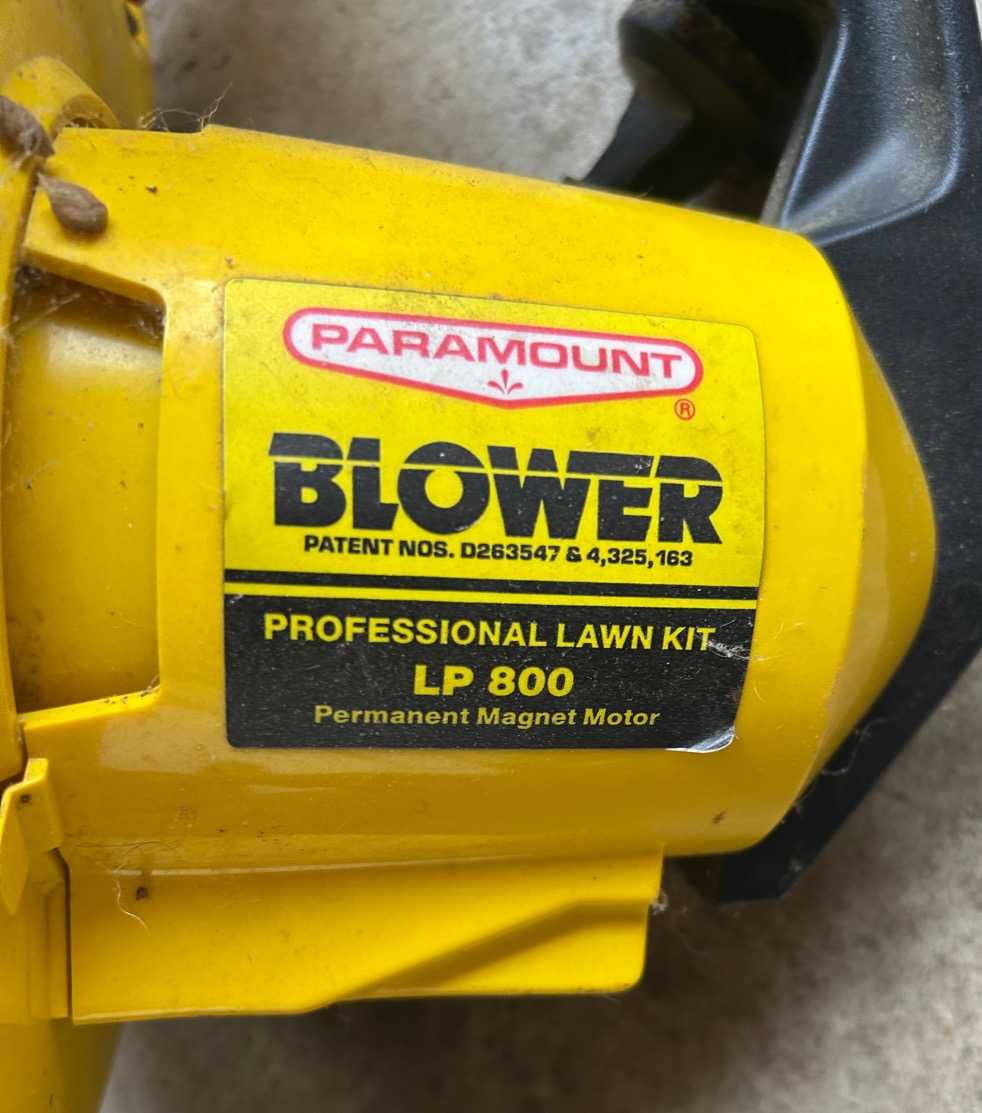 PARAMOUNT
®
BLOWER
PATENT NOS. D263547 & 4,325,163
PROFESSIONAL LAWN KIT
LP 800
Permanent Magnet Motor